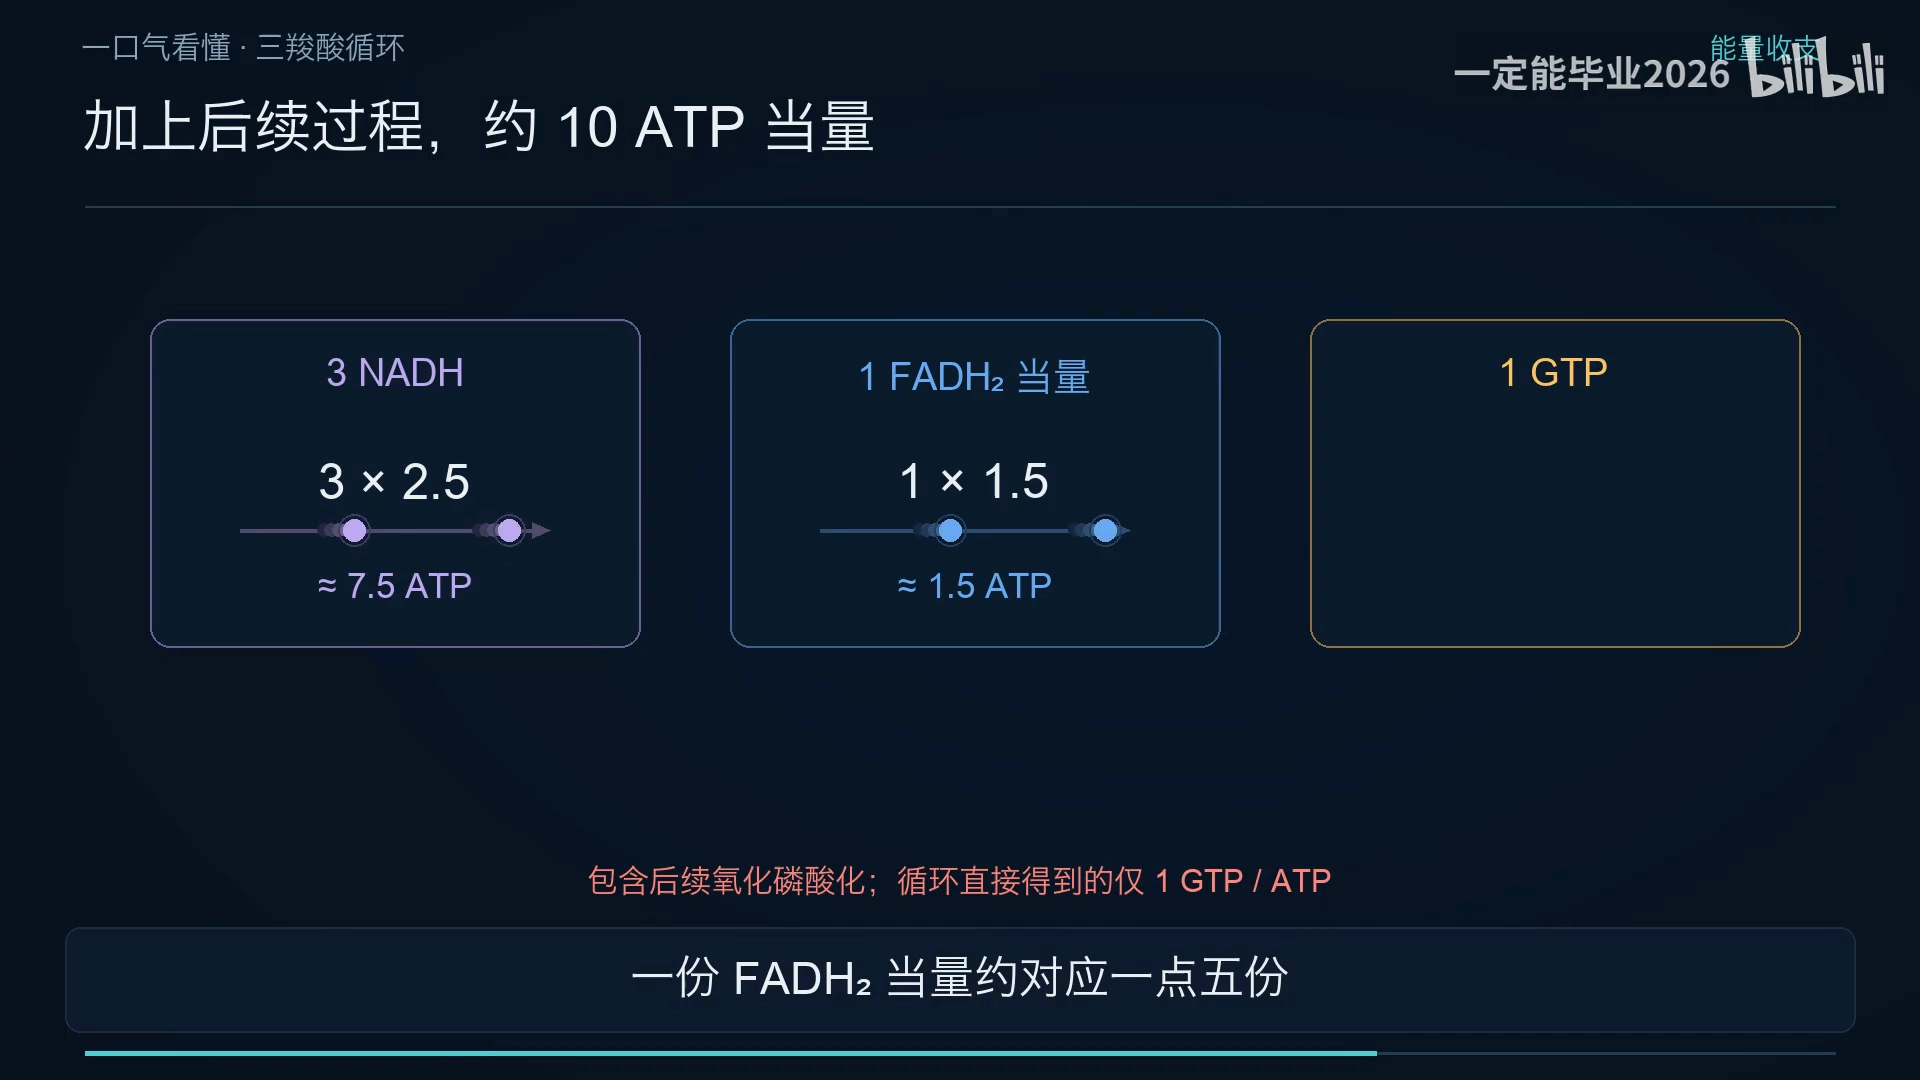 一口气看懂 · 三羧酸循环
能量收支
一定能毕业2026 bilibili
加上后续过程，约 10 ATP 当量
3 NADH
3 × 2.5
≈ 7.5 ATP
1 FADH₂ 当量
1 × 1.5
≈ 1.5 ATP
1 GTP
包含后续氧化磷酸化；循环直接得到的仅 1 GTP / ATP
一份 FADH₂ 当量约对应一点五份